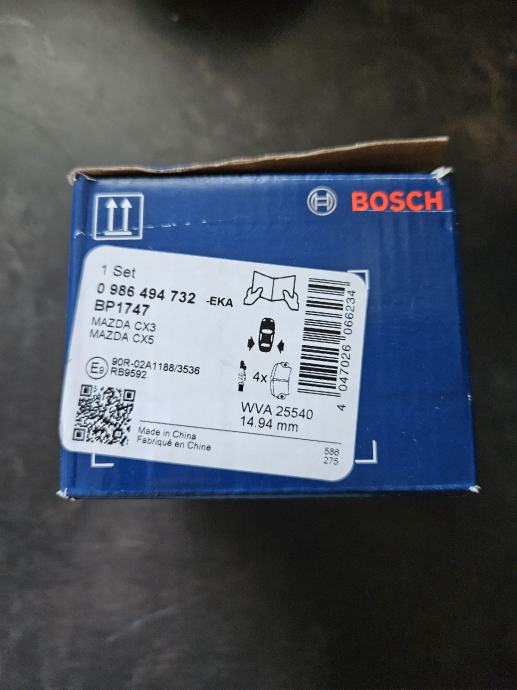 BOSCH
1 Set
0 986 494 732 -EKA
BP1747
MAZDA CX3
MAZDA CX5
E9 90R-02A1188/3536
RB9592
4x
WVA 25540
14.94 mm
Made in China
Fabriqué en Chine
586
275
4 047026 066234